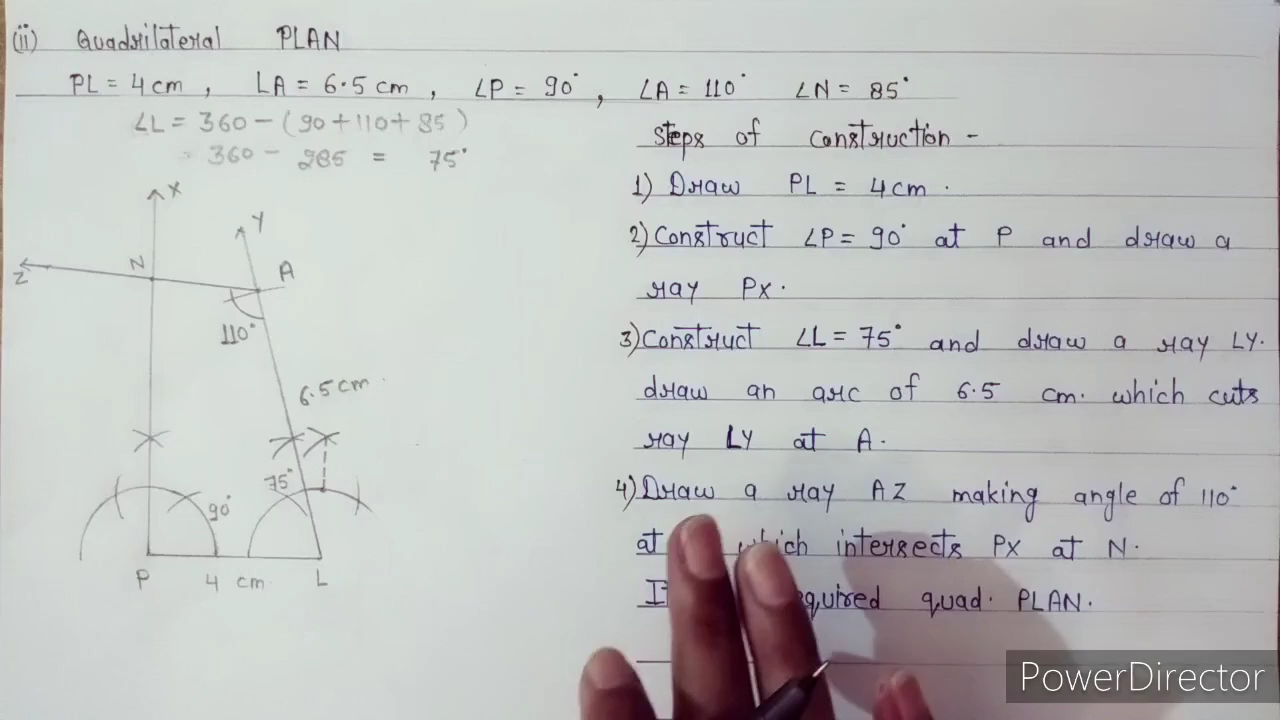 (ii) Quadrilateral PLAN
PL = 4 cm , LA = 6.5 cm , ∠P = 90° , ∠A = 110° ∠N = 85°
∠L = 360 - (90 + 110 + 85)
= 360 - 285 = 75°
Steps of construction -
1) Draw PL = 4 cm .
2) Construct ∠P = 90° at P and draw a
ray PX .
3) Construct ∠L = 75° and draw a ray LY.
draw an arc of 6.5 cm. which cuts
ray LY at A.
4) Draw a ray AZ making angle of 110°
at which intersects PX at N.
quad. PLAN.
X
Y
Z
N
A
110°
6.5 cm
75°
90°
P 4 cm L
PowerDirector